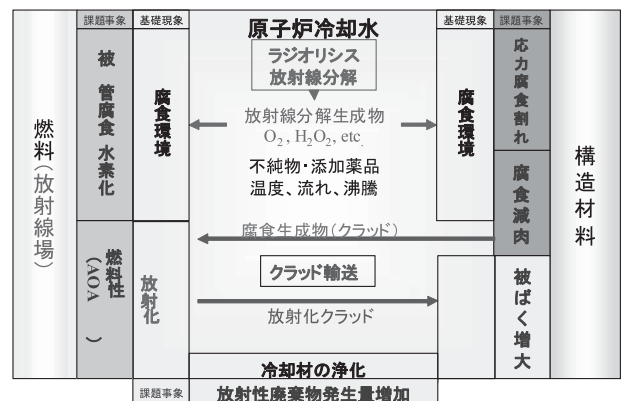 課題事象
基礎現象
原子炉冷却水
基礎現象
課題事象
ラジオリシス
放射線分解
放射線分解生成物
O2, H2O2, etc.
不純物・添加薬品
温度、流れ、沸騰
腐食生成物(クラッド)
クラッド輸送
放射化クラッド
冷却材の浄化
課題事象
放射性廃棄物発生量増加
燃料(放射線場)
被 管腐食 水素化
燃料性
(AOA )
腐食環境
放射化
腐食環境
応力腐食割れ
腐食減肉
被ばく増大
構造材料